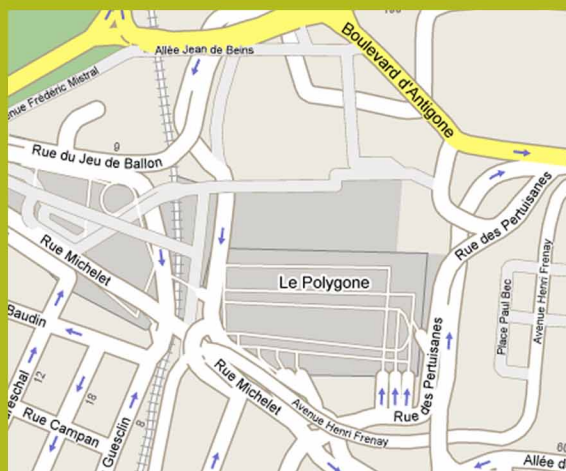 Allée Jean de Beins
Boulevard d'Antigone
enue Frédéric Mistral
9
Rue du Jeu de Ballon
Rue Michelet
Le Polygone
Rue des Pertuisanes
Avenue Henri Frenay
Place Paul Bec
Baudin
Rue Michelet
Rue des Pertuisanes
12
18
Rue Campan
Guesclin
8
Avenue Henri Frenay
60
Allée d